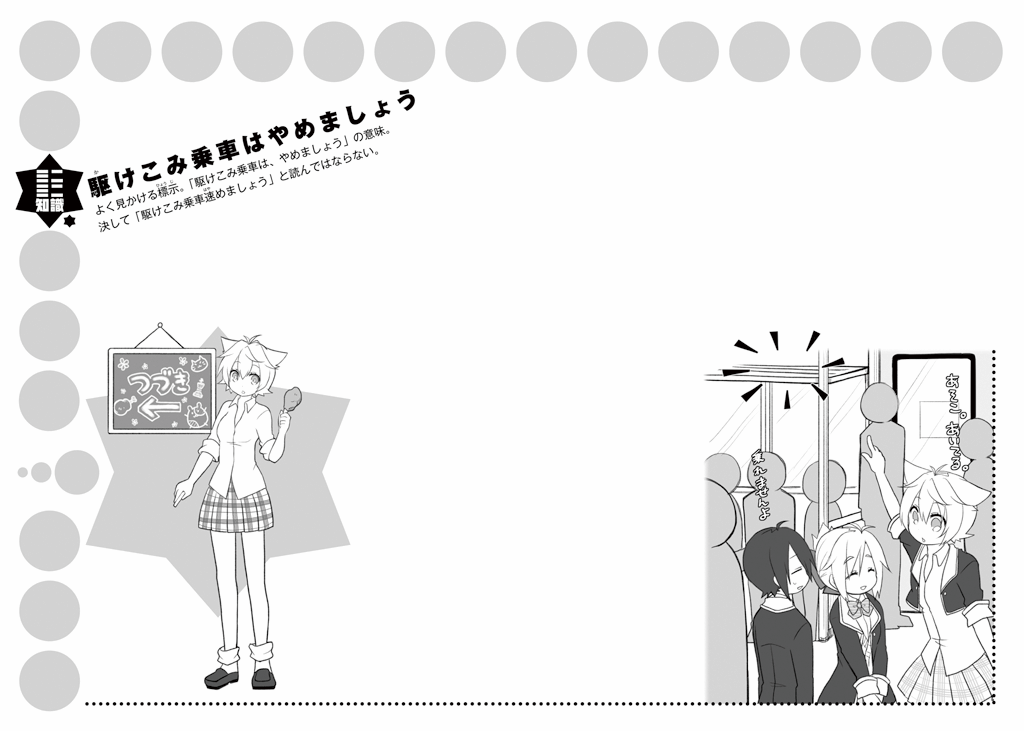 ミニ知識
駆けこみ乗車はやめましょう
よく見かける標示。「駆けこみ乗車は、やめましょう」の意味。
決して「駆けこみ乗車速めましょう」と読んではならない。
つづき
あそこ。あいてる。
乗れませんよ